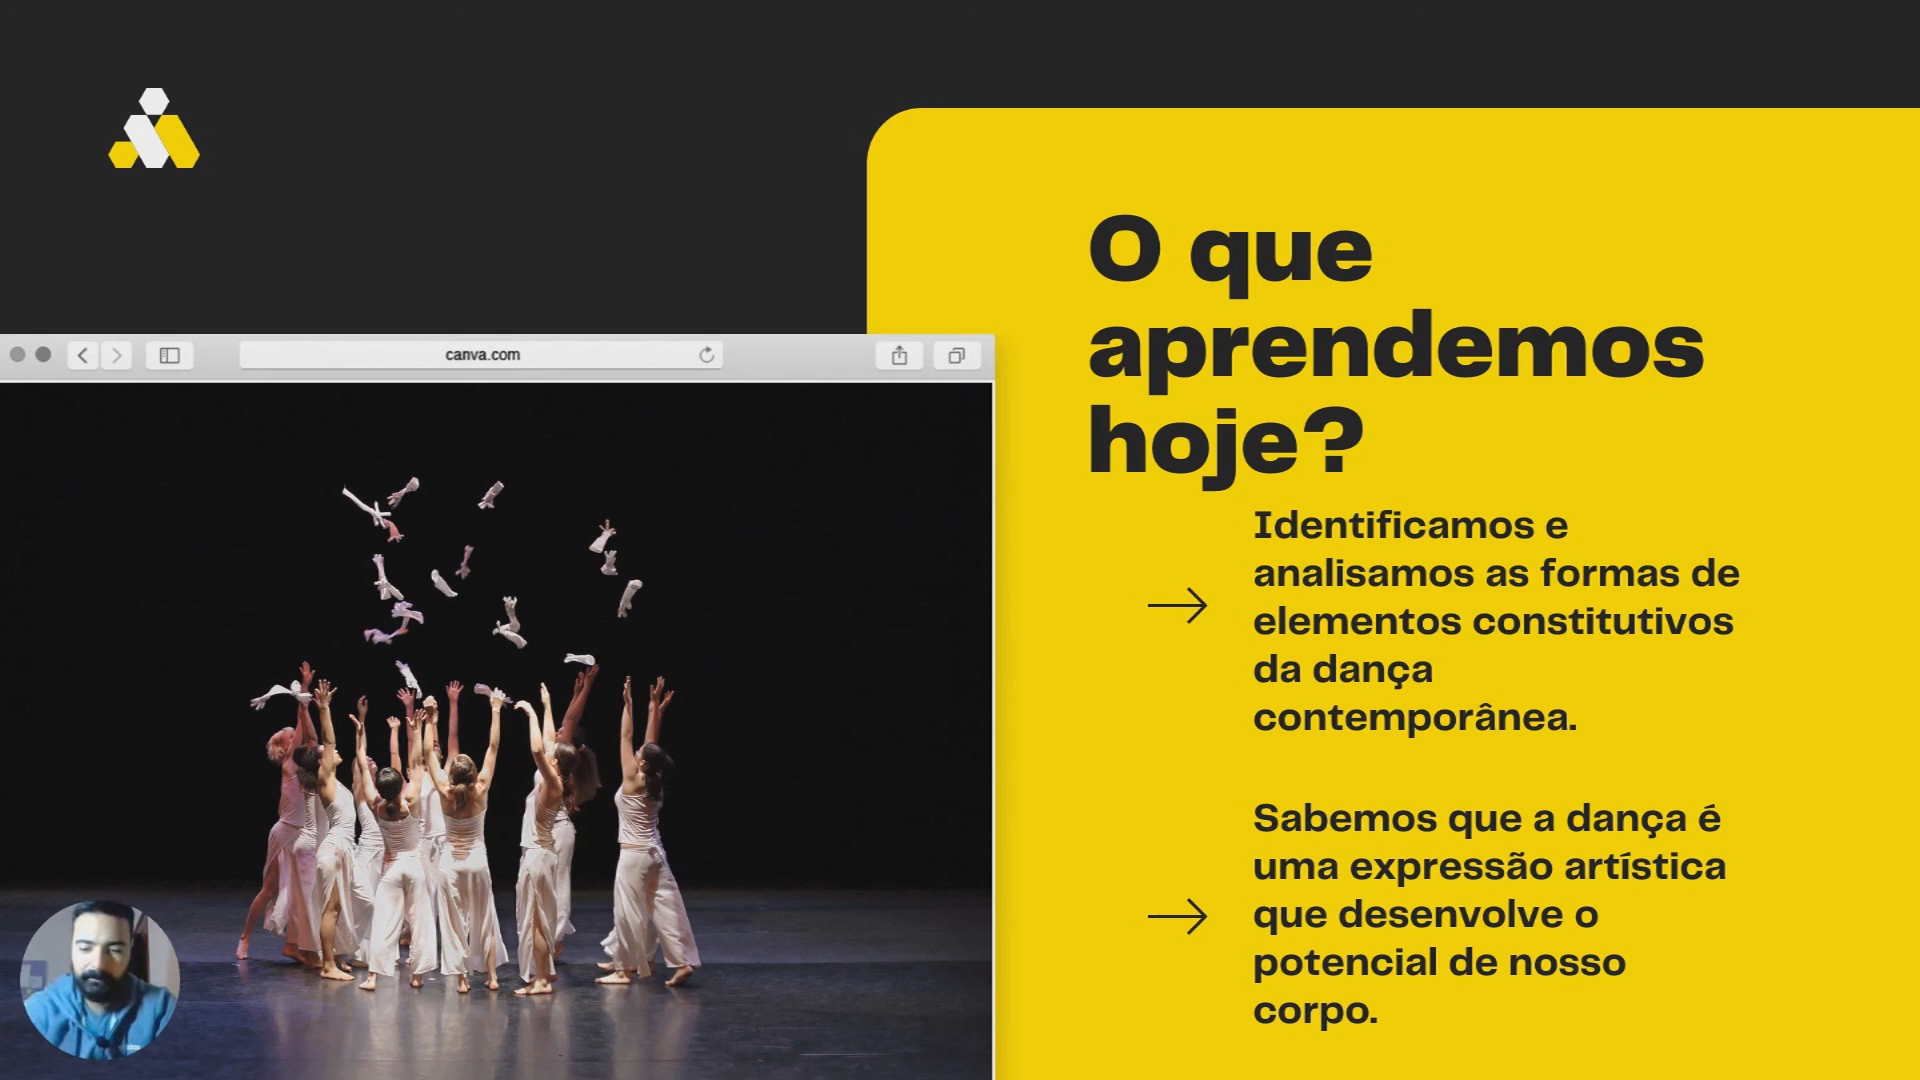 canva.com
O que
aprendemos
hoje?
Identificamos e
analisamos as formas de
elementos constitutivos
da dança
contemporânea.
Sabemos que a dança é
uma expressão artística
que desenvolve o
potencial de nosso
corpo.